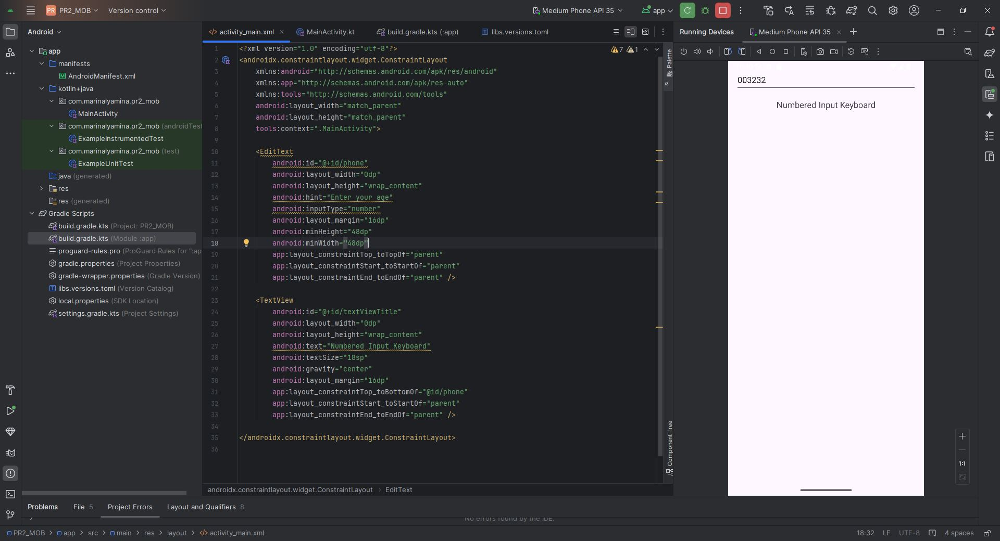 PR PR2_MOB Version control Medium Phone API 35 app
Android activity_main.xml MainActivity.kt build.gradle.kts (:app) libs.versions.toml Running Devices Medium Phone API 35
app
manifests
AndroidManifest.xml
kotlin+java
com.marinalyamina.pr2_mob
MainActivity
com.marinalyamina.pr2_mob (androidTest
ExampleInstrumentedTest
com.marinalyamina.pr2_mob (test)
ExampleUnitTest
java (generated)
res
res (generated)
Gradle Scripts
build.gradle.kts (Project: PR2_MOB)
build.gradle.kts (Module :app)
proguard-rules.pro (ProGuard Rules for ":ap
gradle.properties (Project Properties)
gradle-wrapper.properties (Gradle Version)
libs.versions.toml (Version Catalog)
local.properties (SDK Location)
settings.gradle.kts (Project Settings)
1 <?xml version="1.0" encoding="utf-8"?>
2 <androidx.constraintlayout.widget.ConstraintLayout
3 xmlns:android="http://schemas.android.com/apk/res/android"
4 xmlns:app="http://schemas.android.com/apk/res-auto"
5 xmlns:tools="http://schemas.android.com/tools"
6 android:layout_width="match_parent"
7 android:layout_height="match_parent"
8 tools:context=".MainActivity">
9
10 <EditText
11 android:id="@+id/phone"
12 android:layout_width="0dp"
13 android:layout_height="wrap_content"
14 android:hint="Enter your age"
15 android:inputType="number"
16 android:layout_margin="16dp"
17 android:minHeight="48dp"
18 android:minWidth="48dp"
19 app:layout_constraintTop_toTopOf="parent"
20 app:layout_constraintStart_toStartOf="parent"
21 app:layout_constraintEnd_toEndOf="parent" />
22
23 <TextView
24 android:id="@+id/textViewTitle"
25 android:layout_width="0dp"
26 android:layout_height="wrap_content"
27 android:text="Numbered Input Keyboard"
28 android:textSize="18sp"
29 android:gravity="center"
30 android:layout_margin="16dp"
31 app:layout_constraintTop_toBottomOf="@id/phone"
32 app:layout_constraintStart_toStartOf="parent"
33 app:layout_constraintEnd_toEndOf="parent" />
34
35 </androidx.constraintlayout.widget.ConstraintLayout>
36
7 1
Palette
Component Tree
003232
Numbered Input Keyboard
1:1
androidx.constraintlayout.widget.ConstraintLayout › EditText
Problems File 5 Project Errors Layout and Qualifiers 8
No errors found by the IDE.
PR2_MOB > app > src > main > res > layout > activity_main.xml 18:32 LF UTF-8 4 spaces